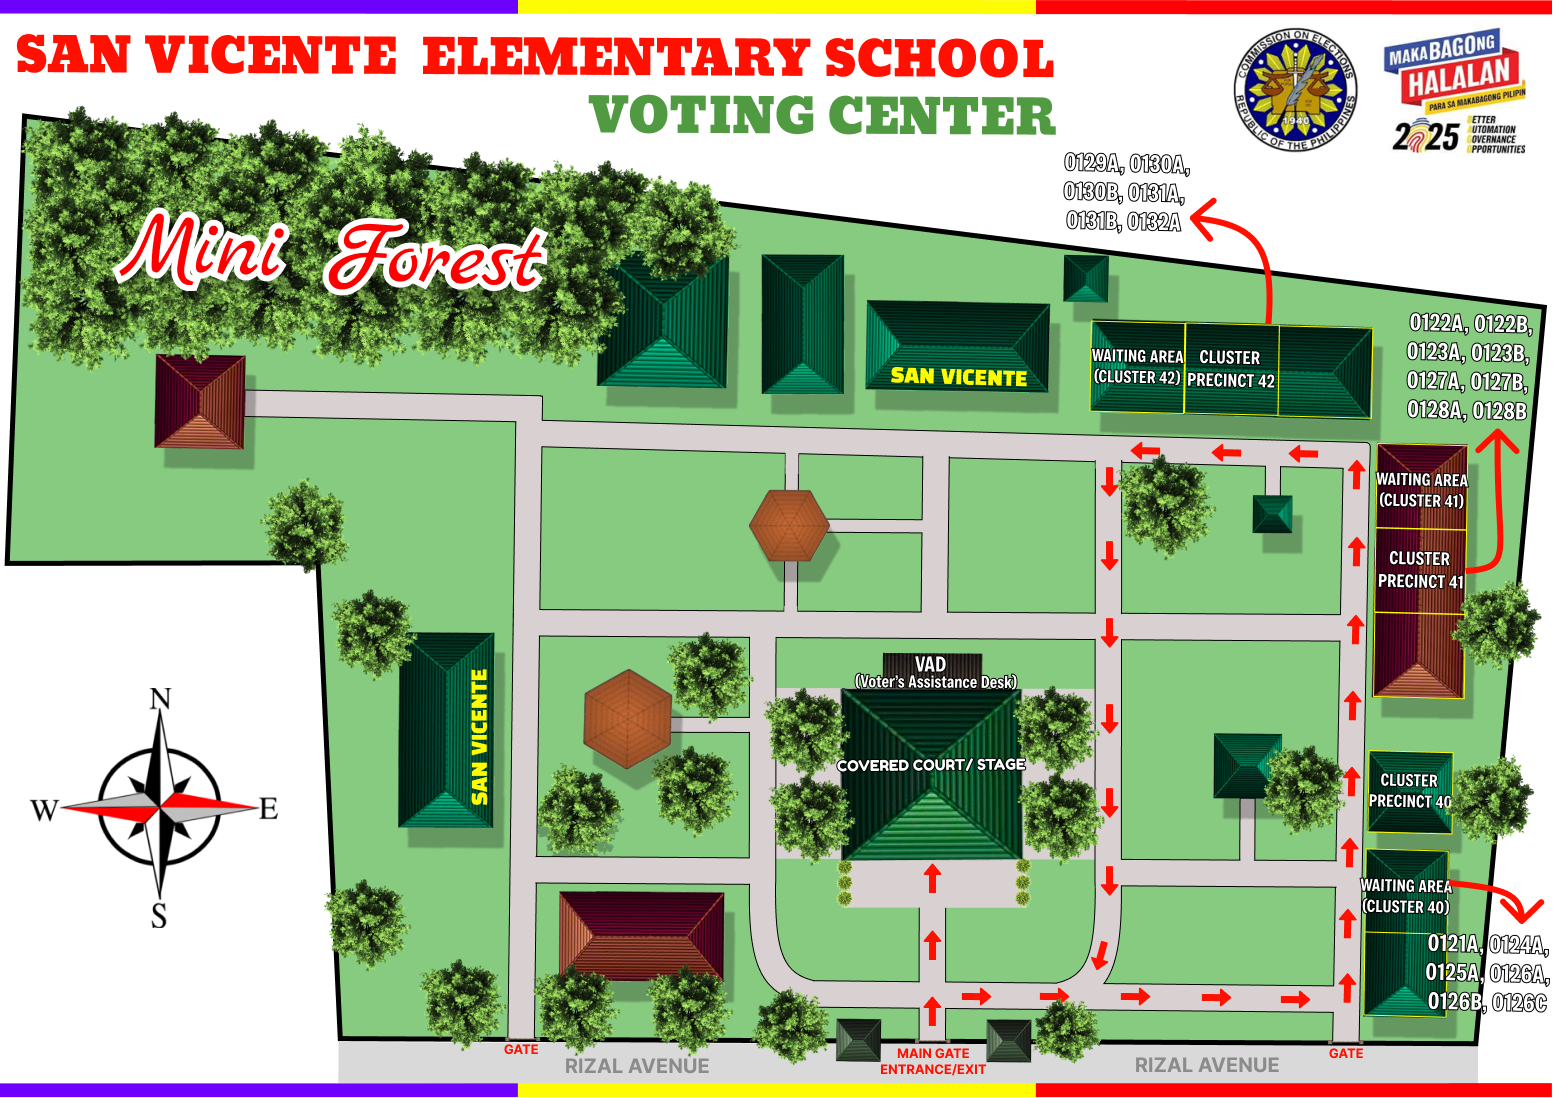 SAN VICENTE ELEMENTARY SCHOOL
VOTING CENTER
COMMISSION ON ELECTIONS
1940
REPUBLIC OF THE PHILIPPINES
MAKABAGONG
HALALAN
PARA SA MAKABAGONG PILIPIN
2025
BETTER
AUTOMATION
GOVERNANCE
OPPORTUNITIES
0129A, 0130A,
0130B, 0131A,
0131B, 0132A
Mini Forest
0122A, 0122B,
0123A, 0123B,
0127A, 0127B,
0128A, 0128B
SAN VICENTE
WAITING AREA
(CLUSTER 42)
CLUSTER
PRECINCT 42
WAITING AREA
(CLUSTER 41)
CLUSTER
PRECINCT 41
SAN VICENTE
VAD
(Voter's Assistance Desk)
COVERED COURT/ STAGE
CLUSTER
PRECINCT 40
WAITING AREA
(CLUSTER 40)
0121A, 0124A,
0125A, 0126A,
0126B, 0126C
N
W
E
S
GATE
RIZAL AVENUE
MAIN GATE
ENTRANCE/EXIT
RIZAL AVENUE
GATE